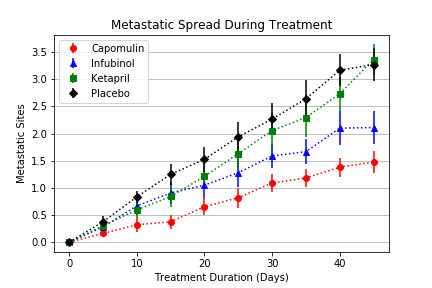 Metastatic Spread During Treatment
Capomulin
Infubinol
Ketapril
Placebo
Metastatic Sites
3.5
3.0
2.5
2.0
1.5
1.0
0.5
0.0
0 10 20 30 40
Treatment Duration (Days)